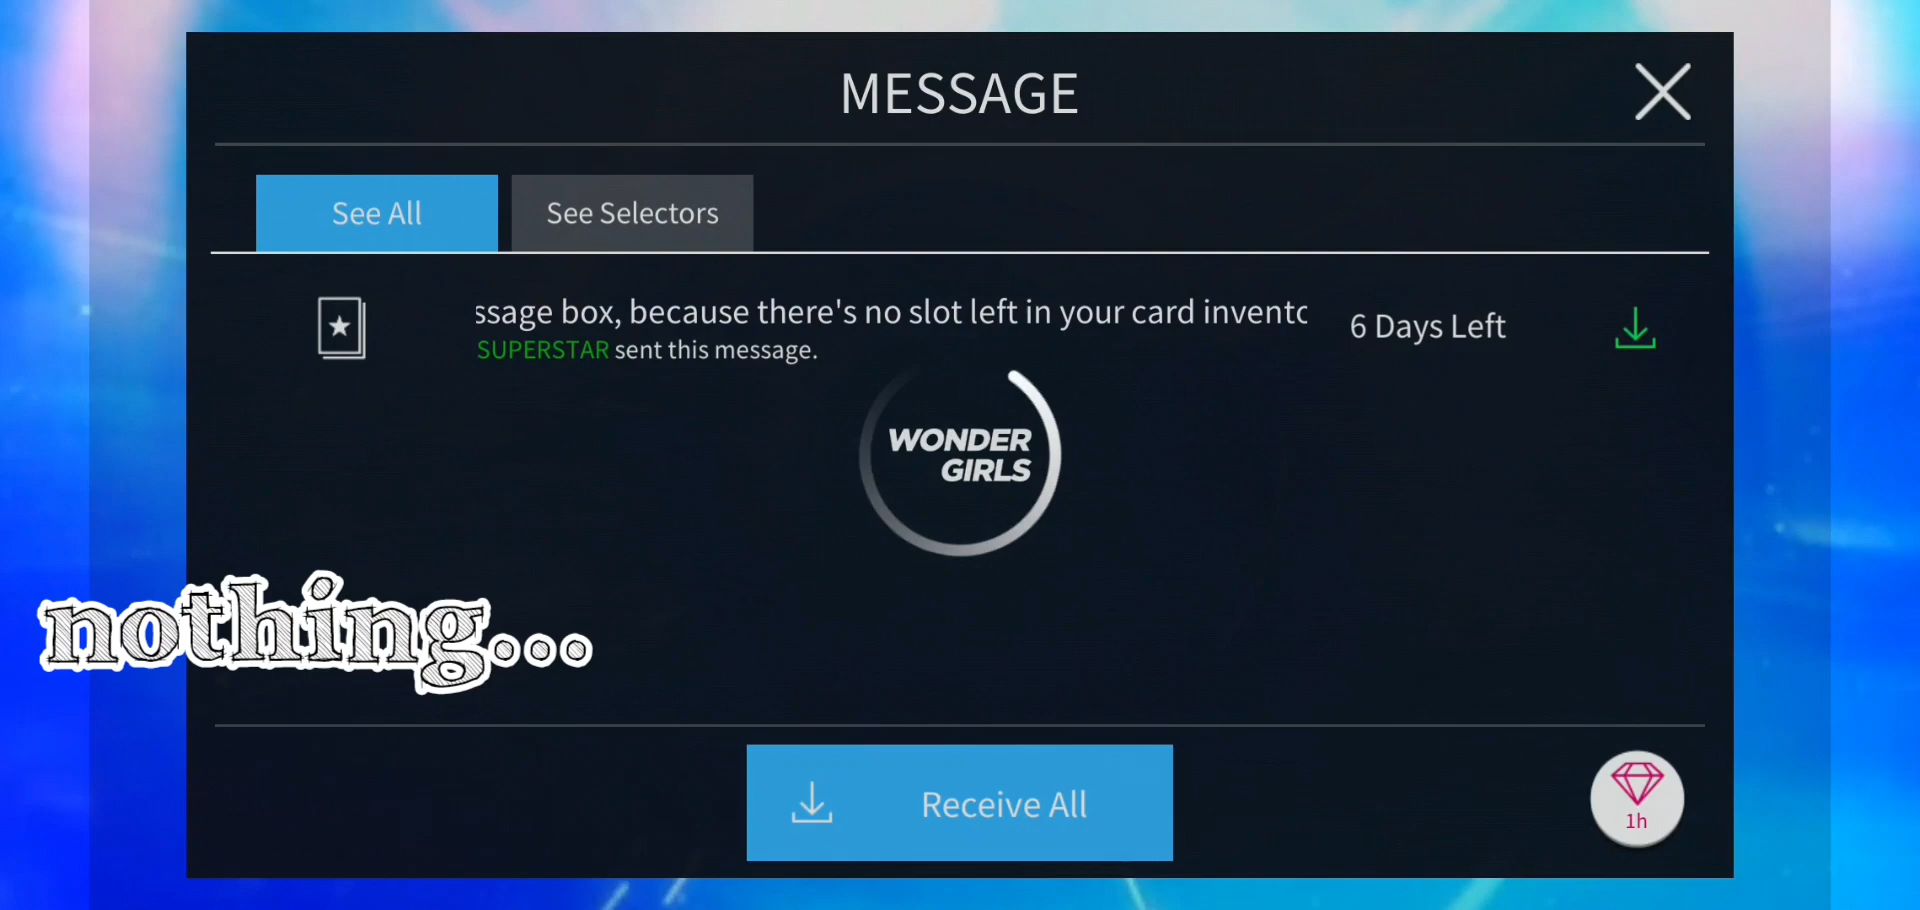 MESSAGE
See All
See Selectors
ssage box, because there's no slot left in your card invento
6 Days Left
SUPERSTAR sent this message.
WONDER
GIRLS
nothing...
Receive All
1h